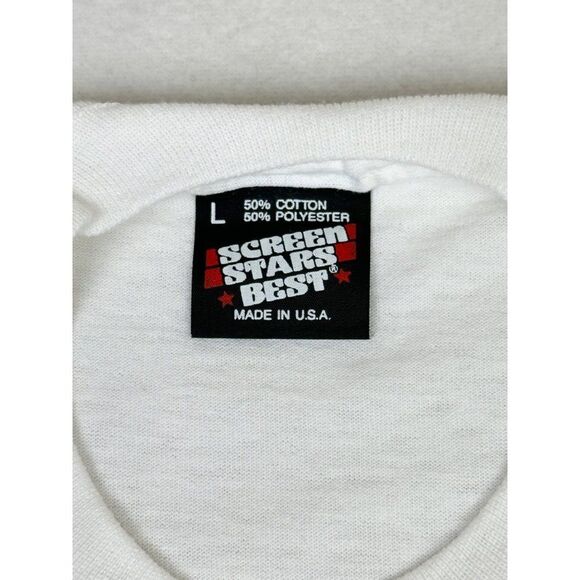 L
50% COTTON
50% POLYESTER
SCREEN
STARS
BEST®
MADE IN U.S.A.